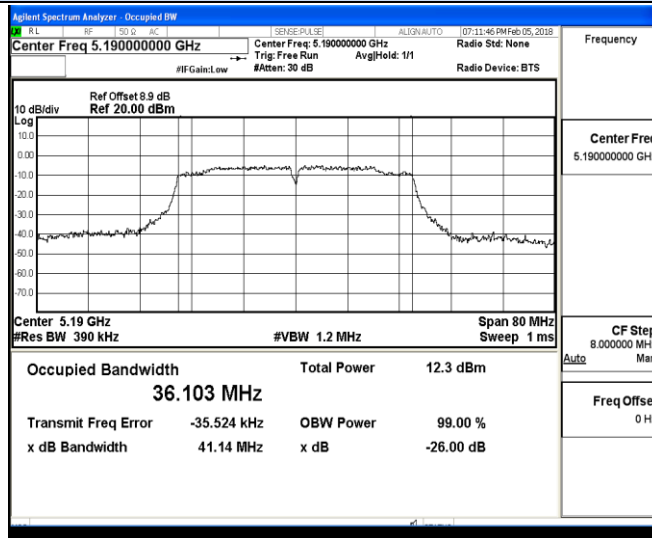 Agilent Spectrum Analyzer - Occupied BW
RL RF 50 Ω AC SENSE:PULSE ALIGNAUTO 07:11:46 PM Feb 05, 2018
Center Freq 5.190000000 GHz
Center Freq: 5.190000000 GHz
Radio Std: None
Trig: Free Run Avg|Hold: 1/1
#IFGain:Low #Atten: 30 dB Radio Device: BTS
Frequency
Ref Offset 8.9 dB
10 dB/div Ref 20.00 dBm
Log
10.0
0.00
-10.0
-20.0
-30.0
-40.0
-50.0
-60.0
-70.0
Center 5.19 GHz Span 80 MHz
#Res BW 390 kHz #VBW 1.2 MHz Sweep 1 ms
Occupied Bandwidth Total Power 12.3 dBm
36.103 MHz
Transmit Freq Error -35.524 kHz OBW Power 99.00 %
x dB Bandwidth 41.14 MHz x dB -26.00 dB
Center Fre
5.190000000 GH
CF Step
8.000000 MH
Auto Ma
Freq Offse
0 H